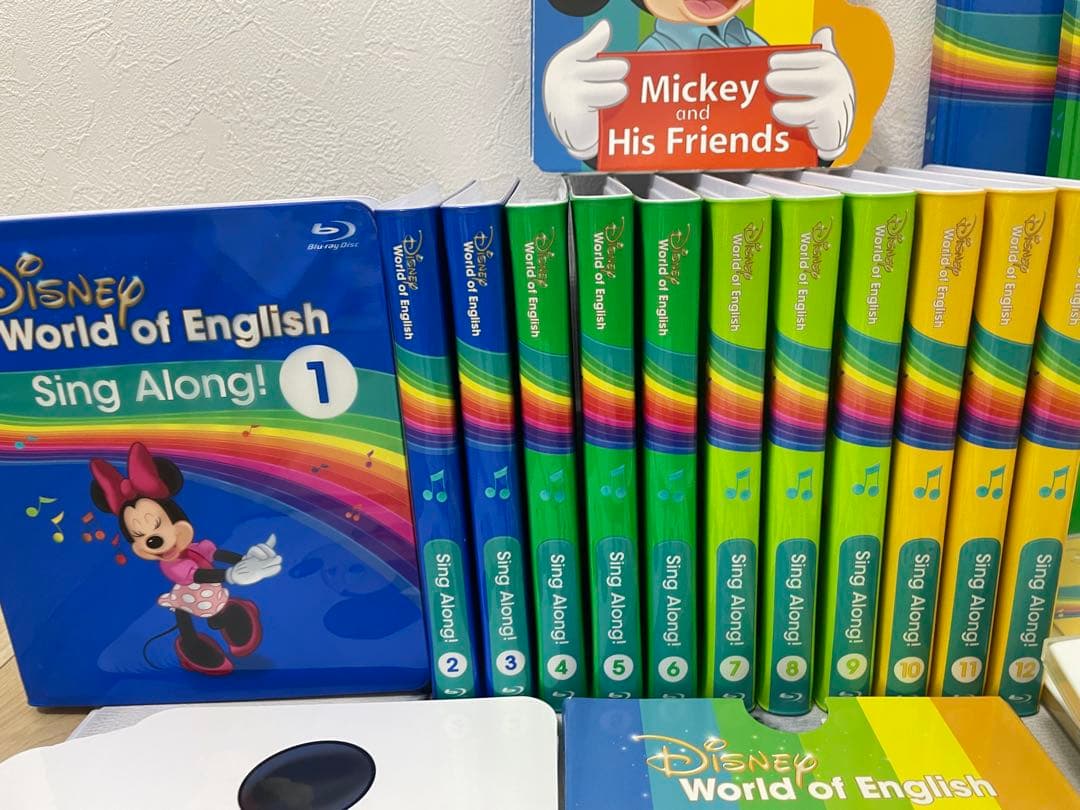 Mickey
and
His Friends
Blu-ray Disc
Disney
World of English
Sing Along! 1
Disney
World of English
Sing Along!
2
Disney
World of English
Sing Along!
3
Disney
World of English
Sing Along!
4
Disney
World of English
Sing Along!
5
Disney
World of English
Sing Along!
6
Disney
World of English
Sing Along!
7
Disney
World of English
Sing Along!
8
Disney
World of English
Sing Along!
9
Disney
World of English
Sing Along!
10
Disney
World of English
Sing Along!
11
Disney
World of English
Sing Along!
12
Disney
World of English